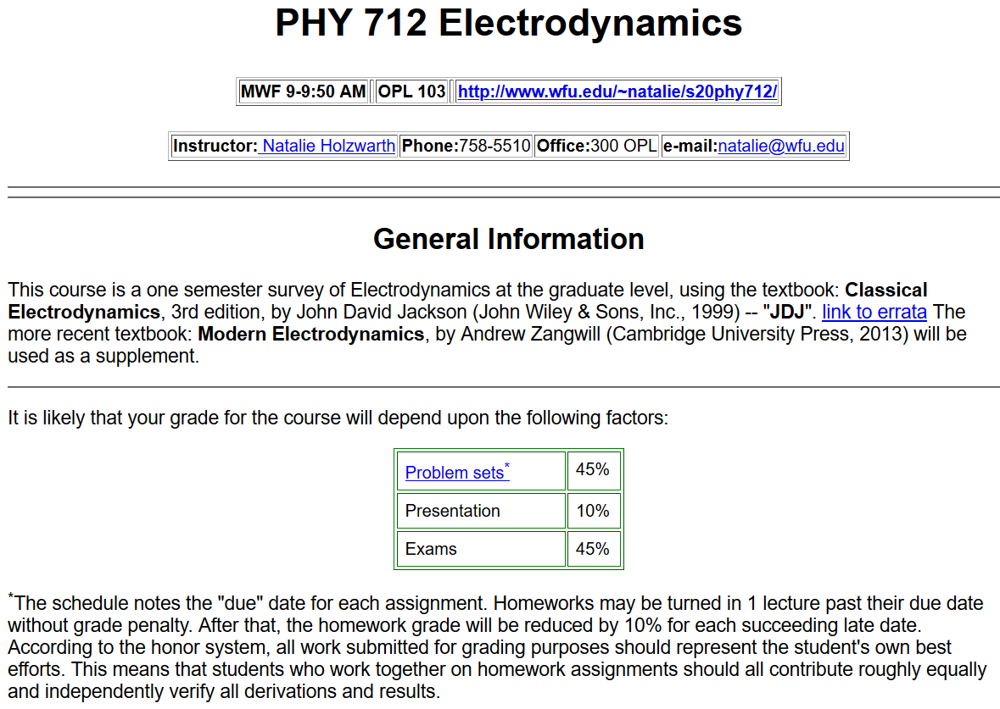 PHY 712 Electrodynamics
MWF 9-9:50 AM OPL 103 http://www.wfu.edu/~natalie/s20phy712/
Instructor: Natalie Holzwarth Phone:758-5510 Office:300 OPL e-mail:natalie@wfu.edu
General Information
This course is a one semester survey of Electrodynamics at the graduate level, using the textbook: Classical
Electrodynamics, 3rd edition, by John David Jackson (John Wiley & Sons, Inc., 1999) -- "JDJ". link to errata The
more recent textbook: Modern Electrodynamics, by Andrew Zangwill (Cambridge University Press, 2013) will be
used as a supplement.
It is likely that your grade for the course will depend upon the following factors:
Problem sets* 45%
Presentation 10%
Exams 45%
*The schedule notes the "due" date for each assignment. Homeworks may be turned in 1 lecture past their due date
without grade penalty. After that, the homework grade will be reduced by 10% for each succeeding late date.
According to the honor system, all work submitted for grading purposes should represent the student's own best
efforts. This means that students who work together on homework assignments should all contribute roughly equally
and independently verify all derivations and results.